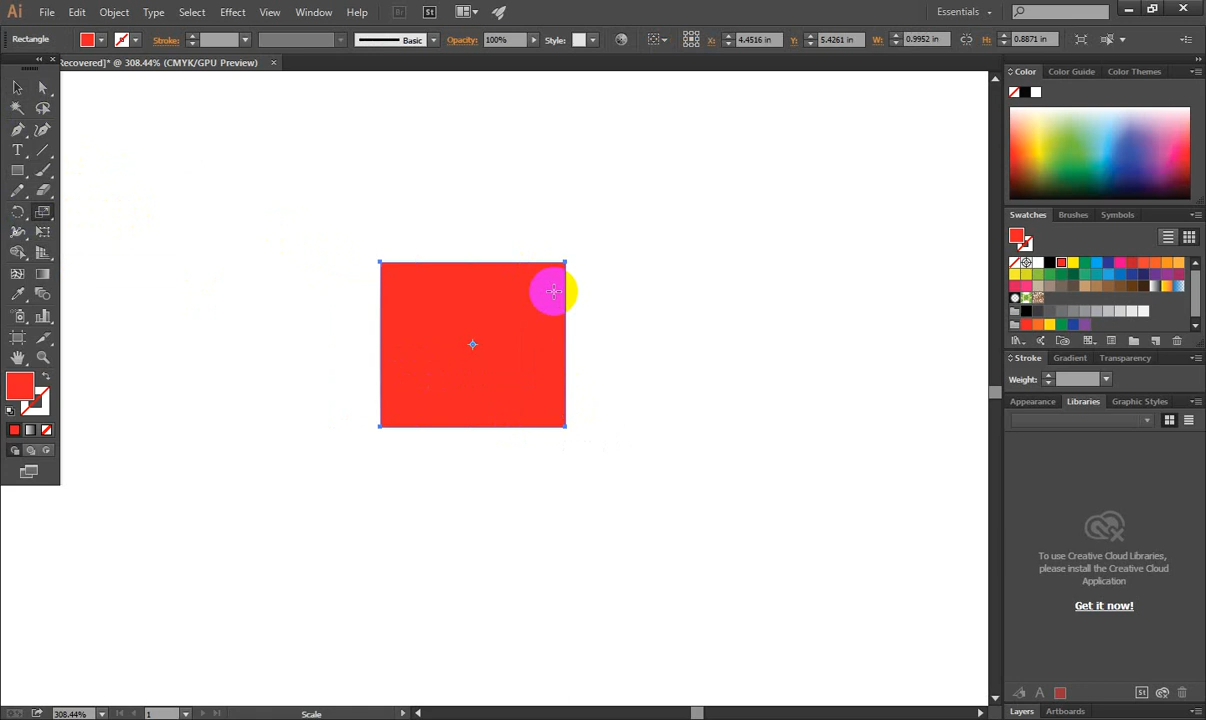 Ai File Edit Object Type Select Effect View Window Help Br St Essentials
Rectangle Stroke: Basic Opacity: 100% Style: X: 4.4516 in Y: 5.4261 in W: 0.9952 in H: 0.8871 in
Recovered]* @ 308.44% (CMYK/GPU Preview)
Color Color Guide Color Themes
Swatches Brushes Symbols
Stroke Gradient Transparency
Weight:
Appearance Libraries Graphic Styles
To use Creative Cloud Libraries,
please install the Creative Cloud
Application
Get it now!
St
Layers Artboards
308.44% 1 Scale